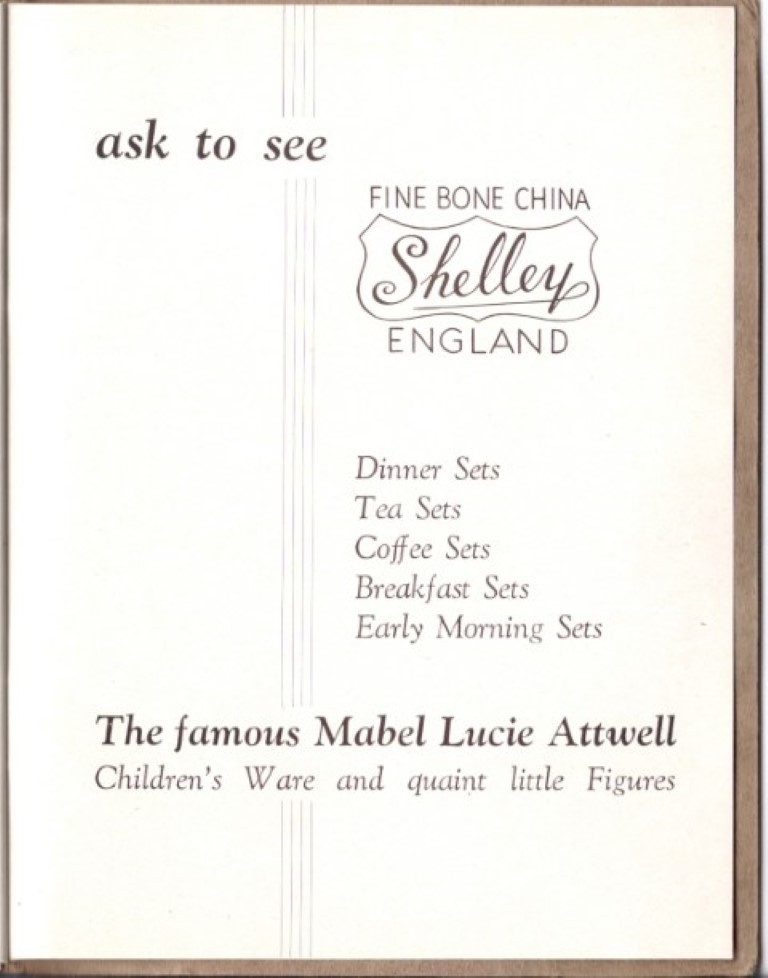 ask to see
FINE BONE CHINA
Shelley
ENGLAND
Dinner Sets
Tea Sets
Coffee Sets
Breakfast Sets
Early Morning Sets
The famous Mabel Lucie Attwell
Children's Ware and quaint little Figures